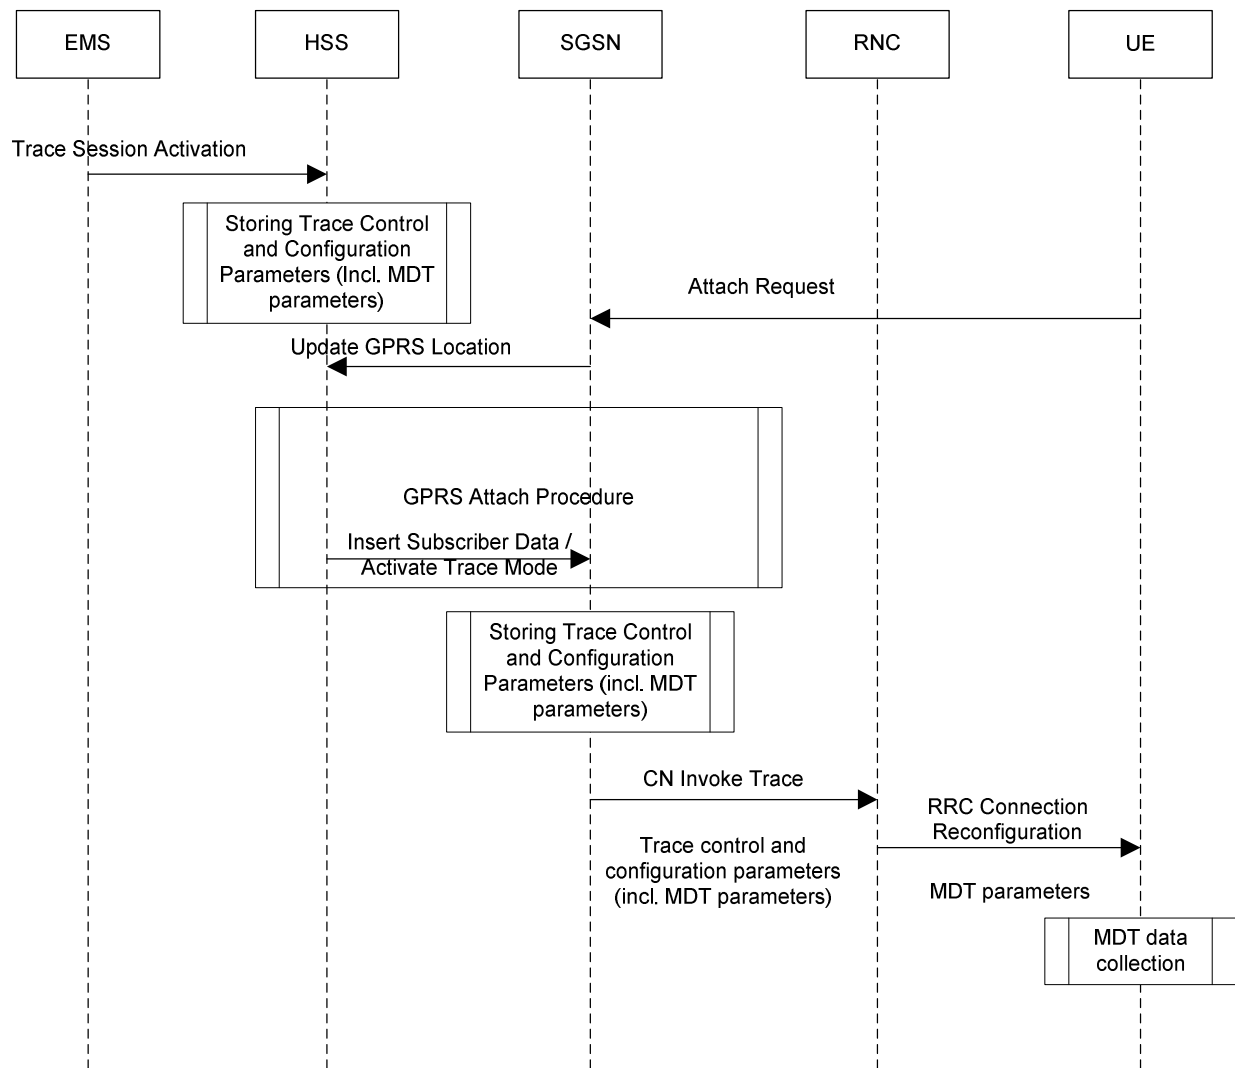 EMS
HSS
SGSN
RNC
UE
Trace Session Activation
Storing Trace Control
and Configuration
Parameters (Incl. MDT
parameters)
Attach Request
Update GPRS Location
GPRS Attach Procedure
Insert Subscriber Data /
Activate Trace Mode
Storing Trace Control
and Configuration
Parameters (incl. MDT
parameters)
CN Invoke Trace
Trace control and
configuration parameters
(incl. MDT parameters)
RRC Connection
Reconfiguration
MDT parameters
MDT data
collection